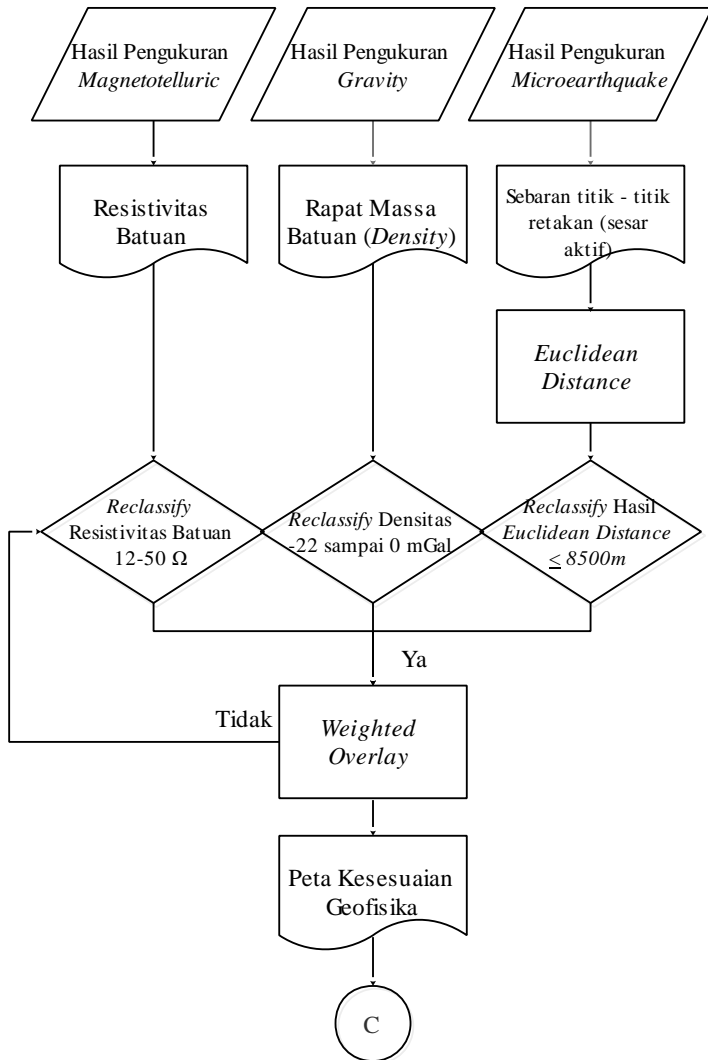 Hasil Pengukuran
Magnetotelluric
Hasil Pengukuran
Gravity
Hasil Pengukuran
Microearthquake
Resistivitas
Batuan
Rapat Massa
Batuan (Density)
Sebaran titik - titik
retakan (sesar
aktif)
Euclidean
Distance
Reclassify
Resistivitas Batuan
12-50 Ω
Reclassify Densitas
-22 sampai 0 mGal
Reclassify Hasil
Euclidean Distance
≤ 8500m
Ya
Tidak
Weighted
Overlay
Peta Kesesuaian
Geofisika
C